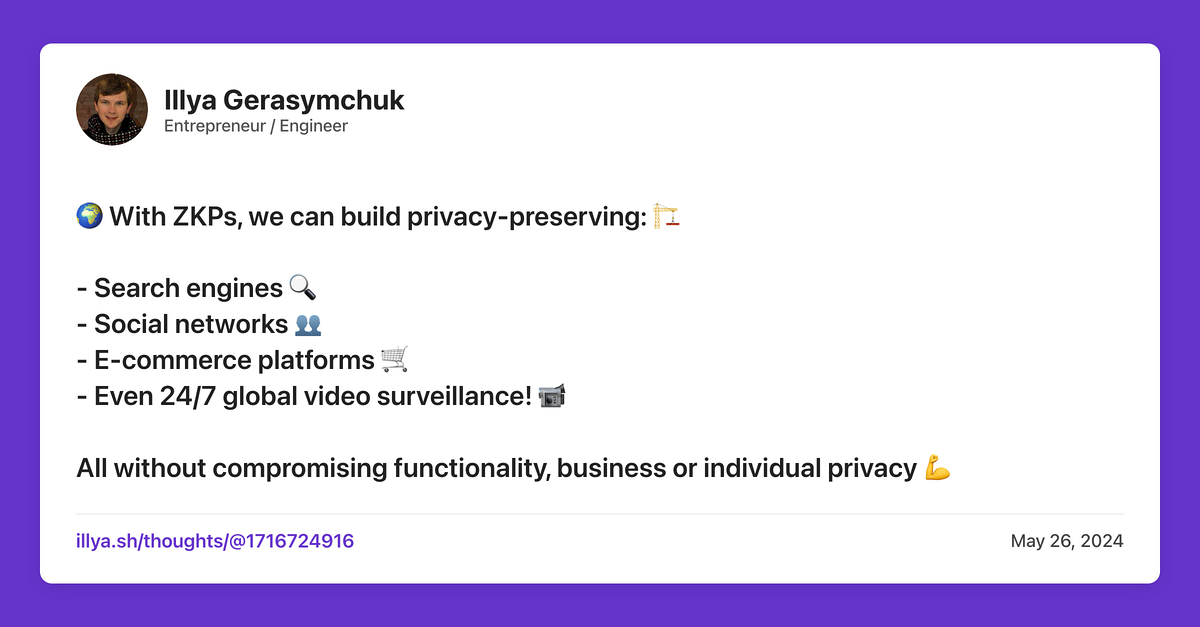 Illya Gerasymchuk
Entrepreneur / Engineer
🌍 With ZKPs, we can build privacy-preserving: 🏗️
- Search engines 🔍
- Social networks 👥
- E-commerce platforms 🛒
- Even 24/7 global video surveillance! 📹
All without compromising functionality, business or individual privacy 💪
illya.sh/thoughts/@1716724916
May 26, 2024